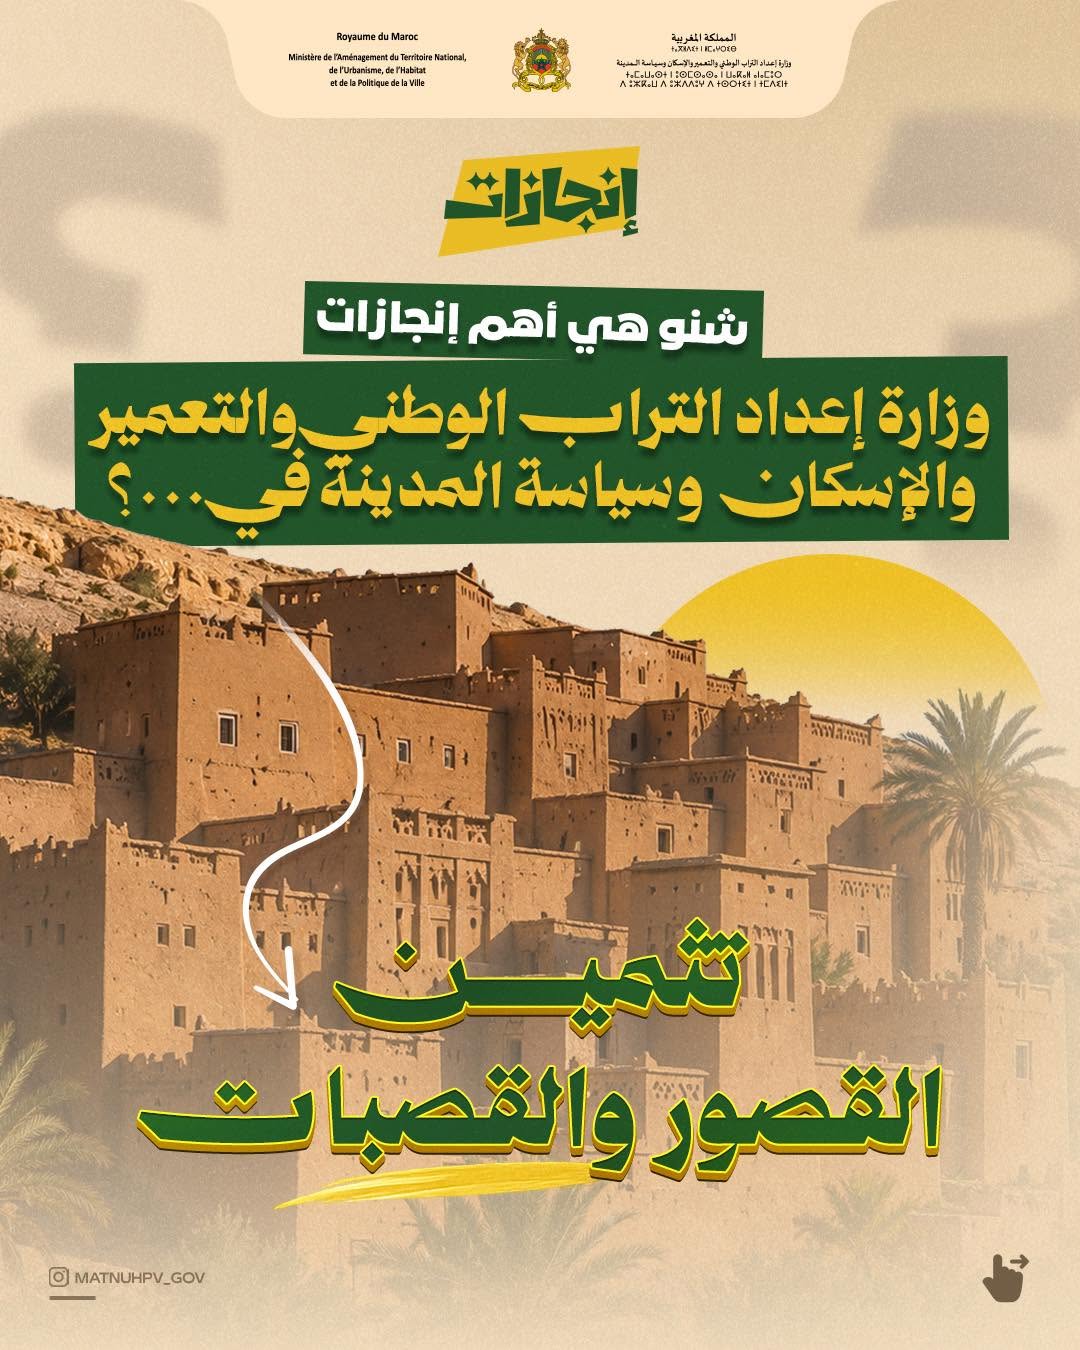 Royaume du Maroc
Ministère de l'Aménagement du Territoire National,
de l'Urbanisme, de l'Habitat
et de la Politique de la Ville
المملكة المغربية
ⵜⴰⴳⵍⴷⵉⵜ ⵏ ⵍⵎⵖⵔⵉⴱ
وزارة إعداد التراب الوطني والتعمير والإسكان وسياسة المدينة
إنجازات
شنو هي أهم إنجازات
وزارة إعداد التراب الوطني والتعمير
والإسكان وسياسة المدينة في...؟
تثمين
القصور والقصبات
MATNUHPV_GOV